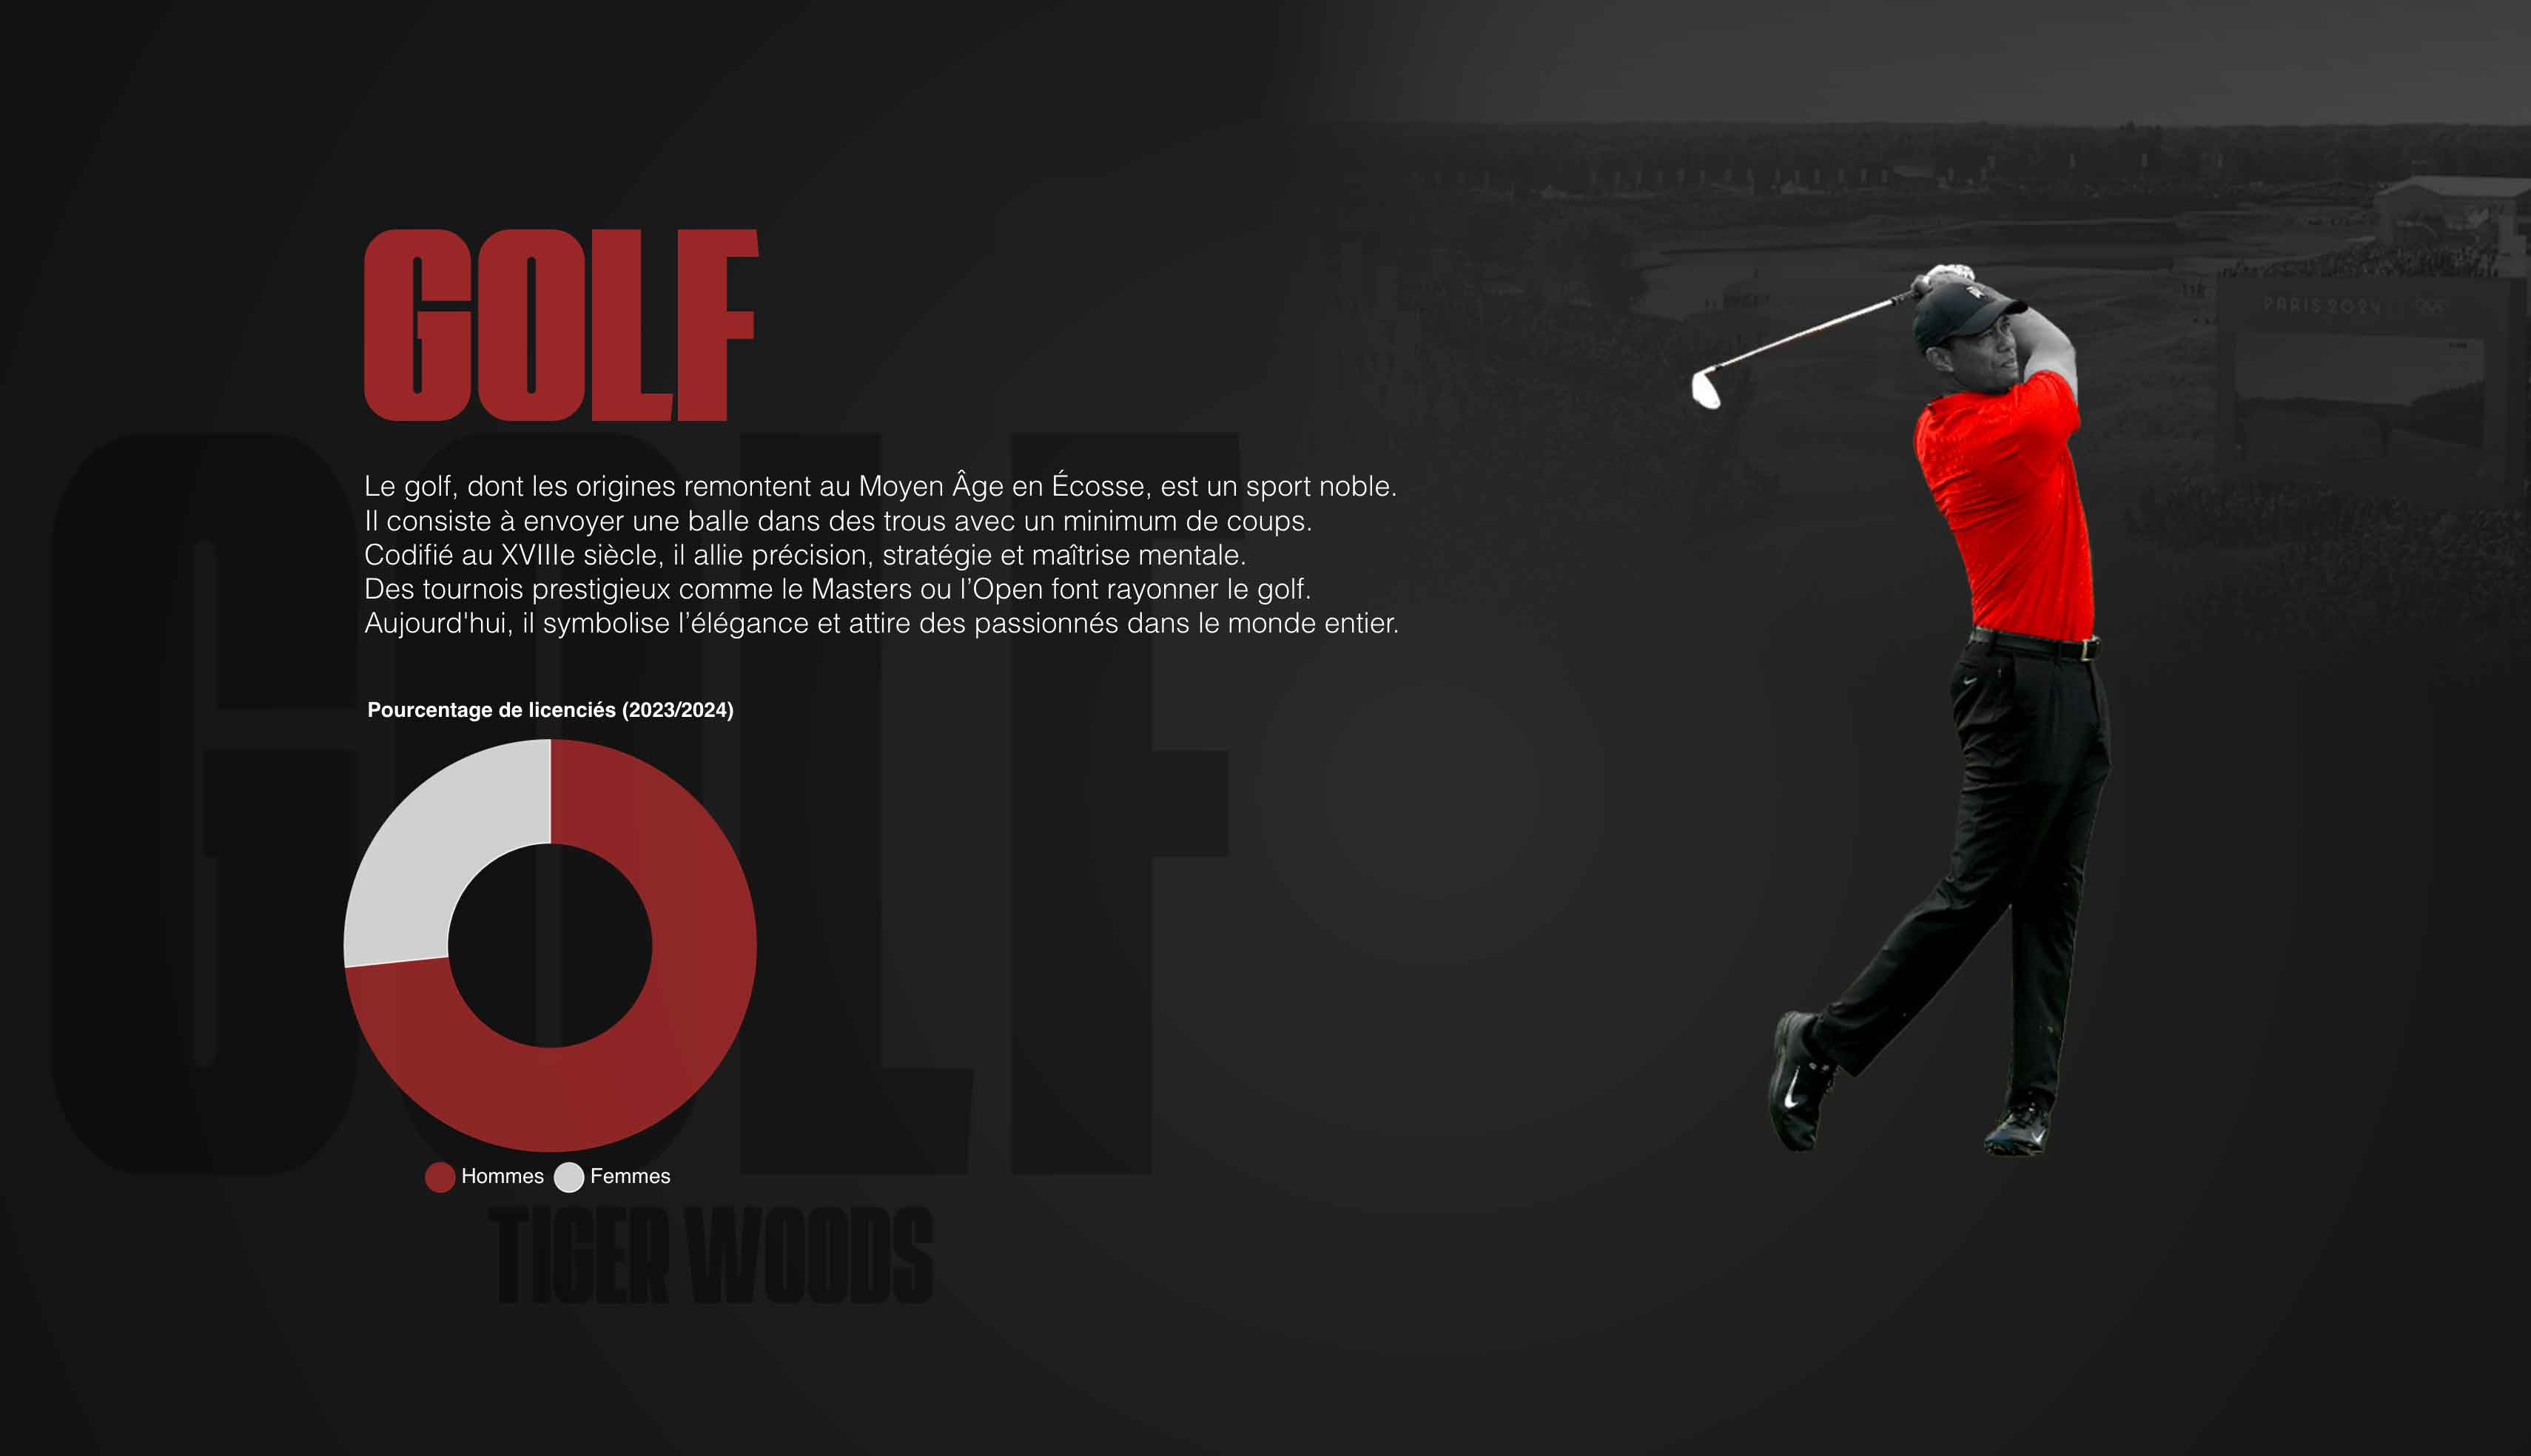 GOLF
Le golf, dont les origines remontent au Moyen Âge en Écosse, est un sport noble.
Il consiste à envoyer une balle dans des trous avec un minimum de coups.
Codifié au XVIIIe siècle, il allie précision, stratégie et maîtrise mentale.
Des tournois prestigieux comme le Masters ou l’Open font rayonner le golf.
Aujourd'hui, il symbolise l’élégance et attire des passionnés dans le monde entier.
Pourcentage de licenciés (2023/2024)
Hommes Femmes
GOLF
TIGER WOODS
PARIS 2024